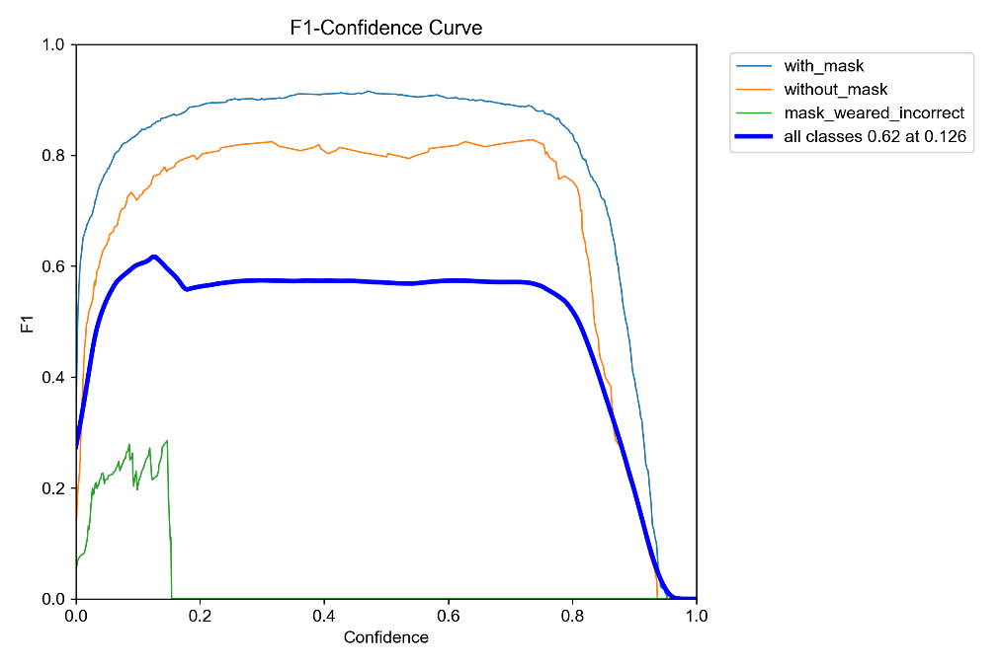 F1-Confidence Curve
1.0
0.8
0.6
0.4
0.2
0.0
F1
0.0 0.2 0.4 0.6 0.8 1.0
Confidence
with_mask
without_mask
mask_weared_incorrect
all classes 0.62 at 0.126